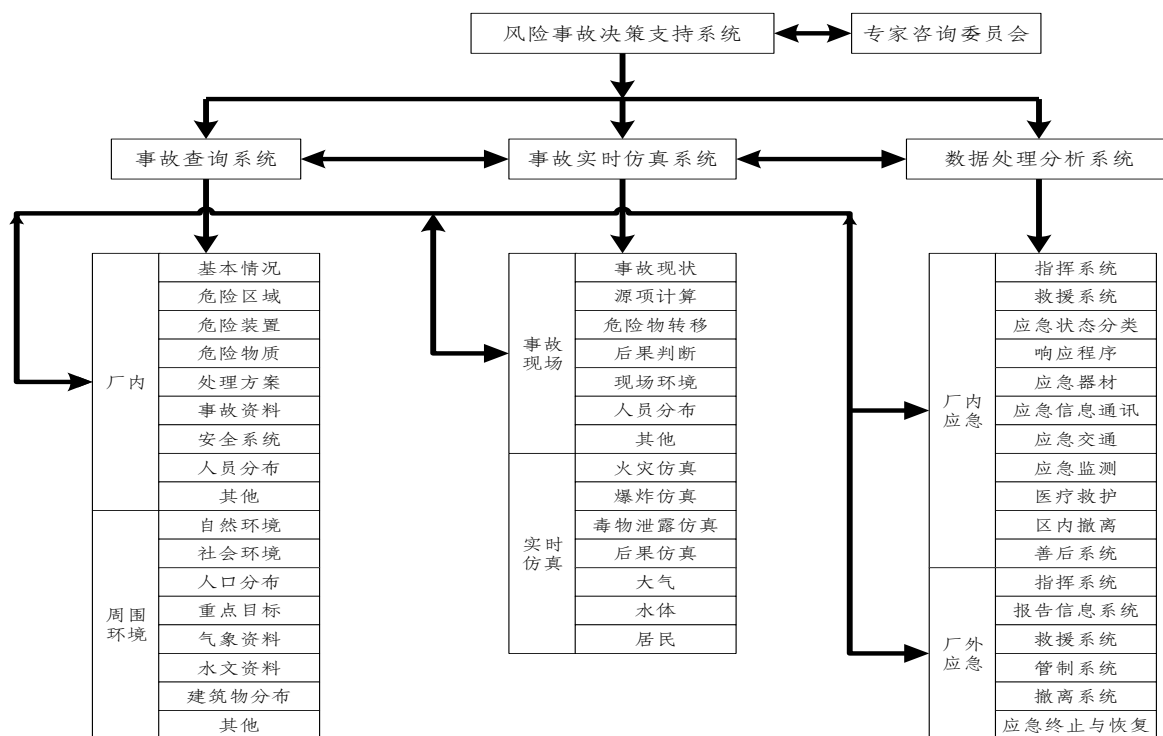 风险事故决策支持系统
专家咨询委员会
事故查询系统
事故实时仿真系统
数据处理分析系统
厂内
基本情况
危险区域
危险装置
危险物质
处理方案
事故资料
安全系统
人员分布
其他
周围
环境
自然环境
社会环境
人口分布
重点目标
气象资料
水文资料
建筑物分布
其他
事故
现场
事故现状
源项计算
危险物转移
后果判断
现场环境
人员分布
其他
实时
仿真
火灾仿真
爆炸仿真
毒物泄露仿真
后果仿真
大气
水体
居民
厂内
应急
指挥系统
救援系统
应急状态分类
响应程序
应急器材
应急信息通讯
应急交通
应急监测
医疗救护
区内撤离
善后系统
厂外
应急
指挥系统
报告信息系统
救援系统
管制系统
撤离系统
应急终止与恢复